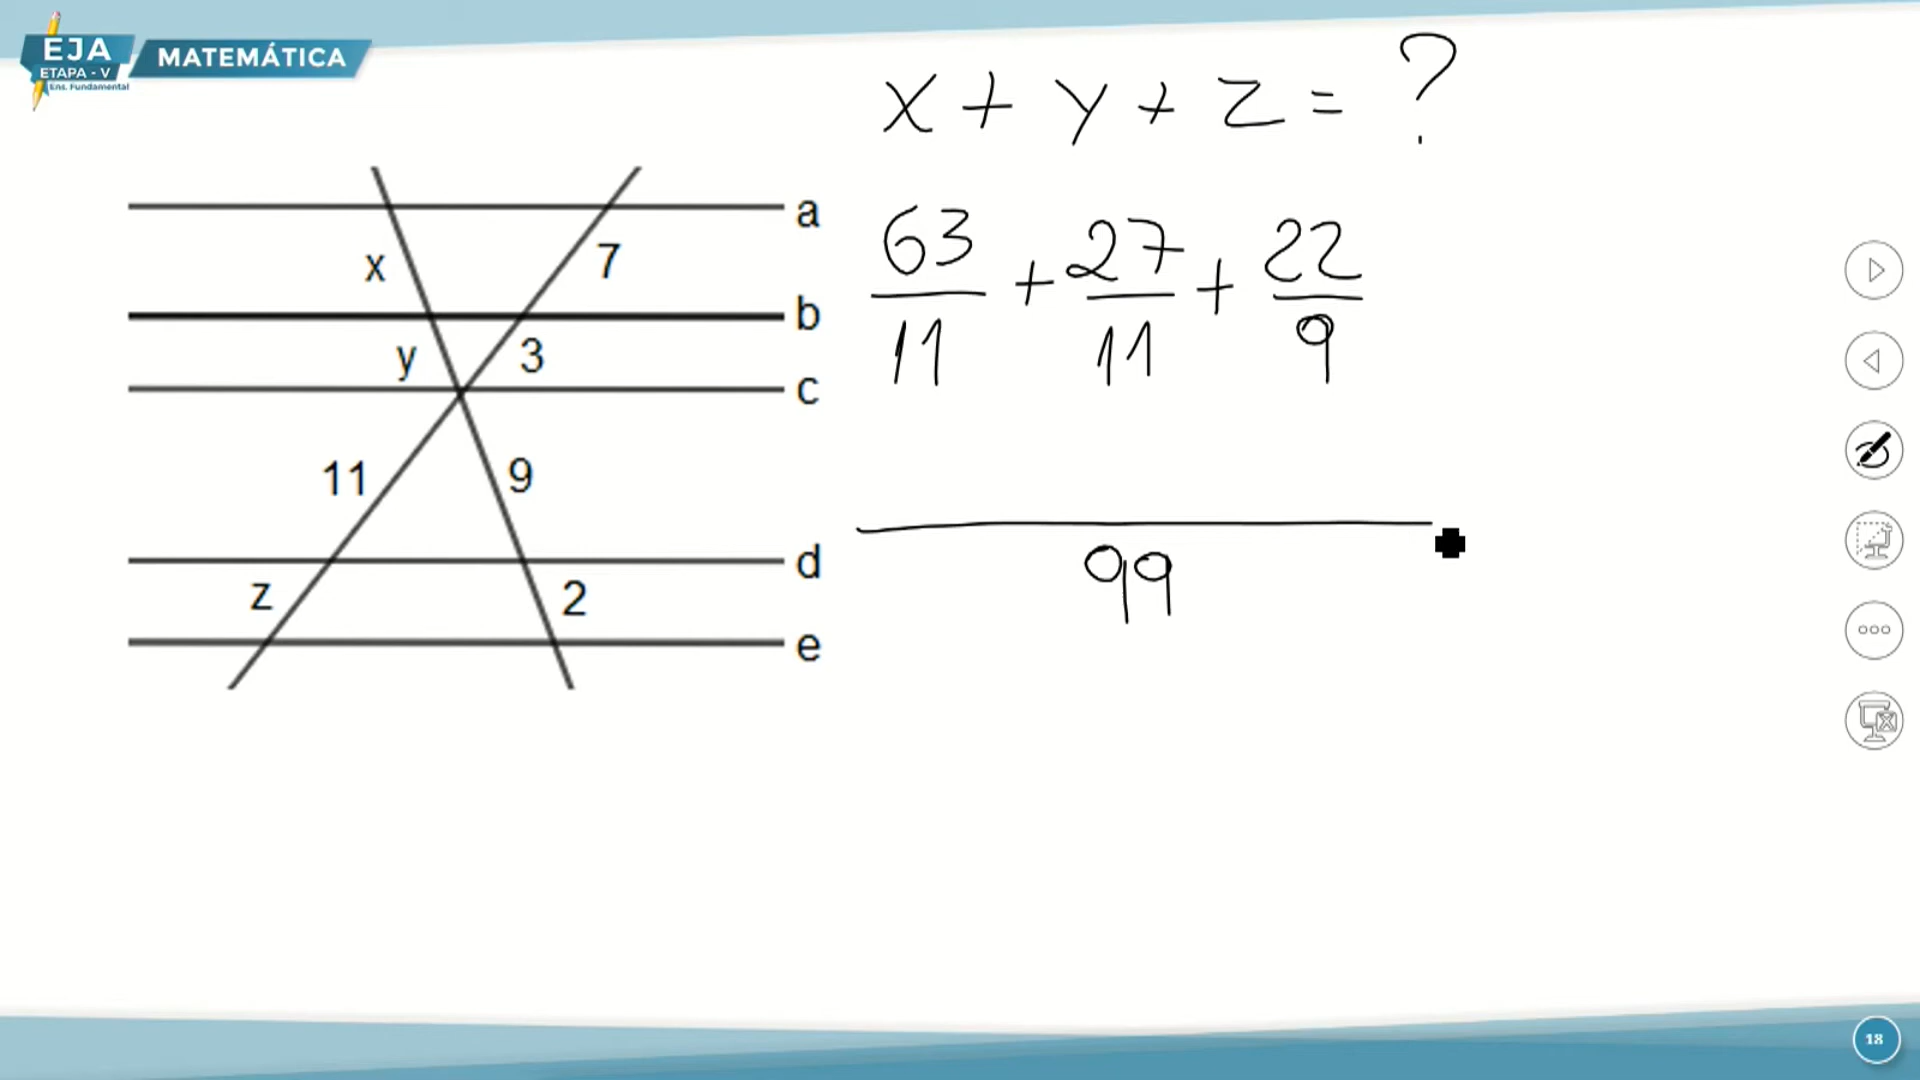 EJA
ETAPA - V
Ens. Fundamental
MATEMÁTICA
x + y + z = ?
a
x
7
63/11 + 27/11 + 22/9
b
y
3
c
11
9
99
d
z
2
e
18